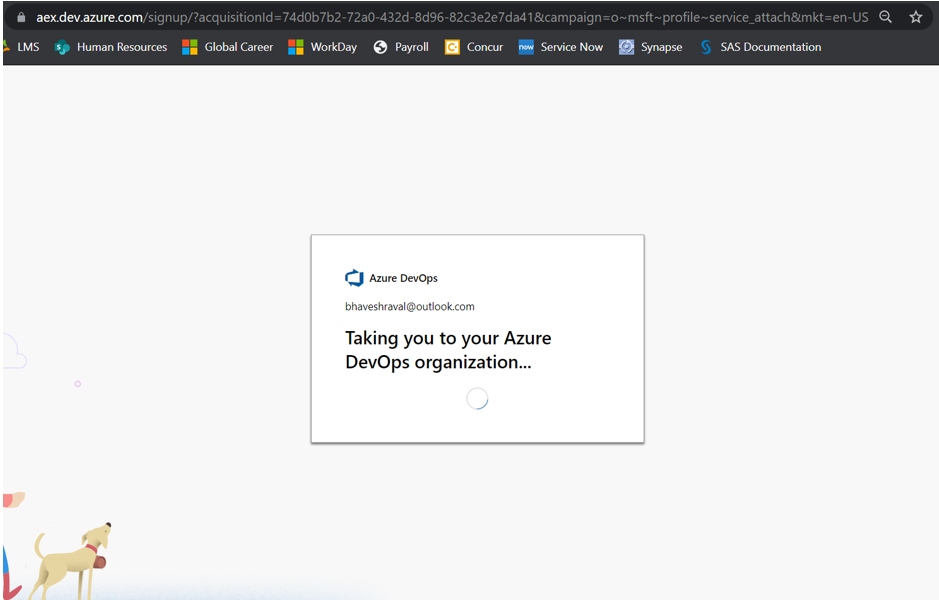 aex.dev.azure.com/signup/?acquisitionId=74d0b7b2-72a0-432d-8d96-82c3e2e7da41&campaign=o~msft~profile~service_attach&mkt=en-US
LMS Human Resources Global Career WorkDay Payroll Concur now Service Now Synapse SAS Documentation
Azure DevOps
bhaveshraval@outlook.com
Taking you to your Azure
DevOps organization...